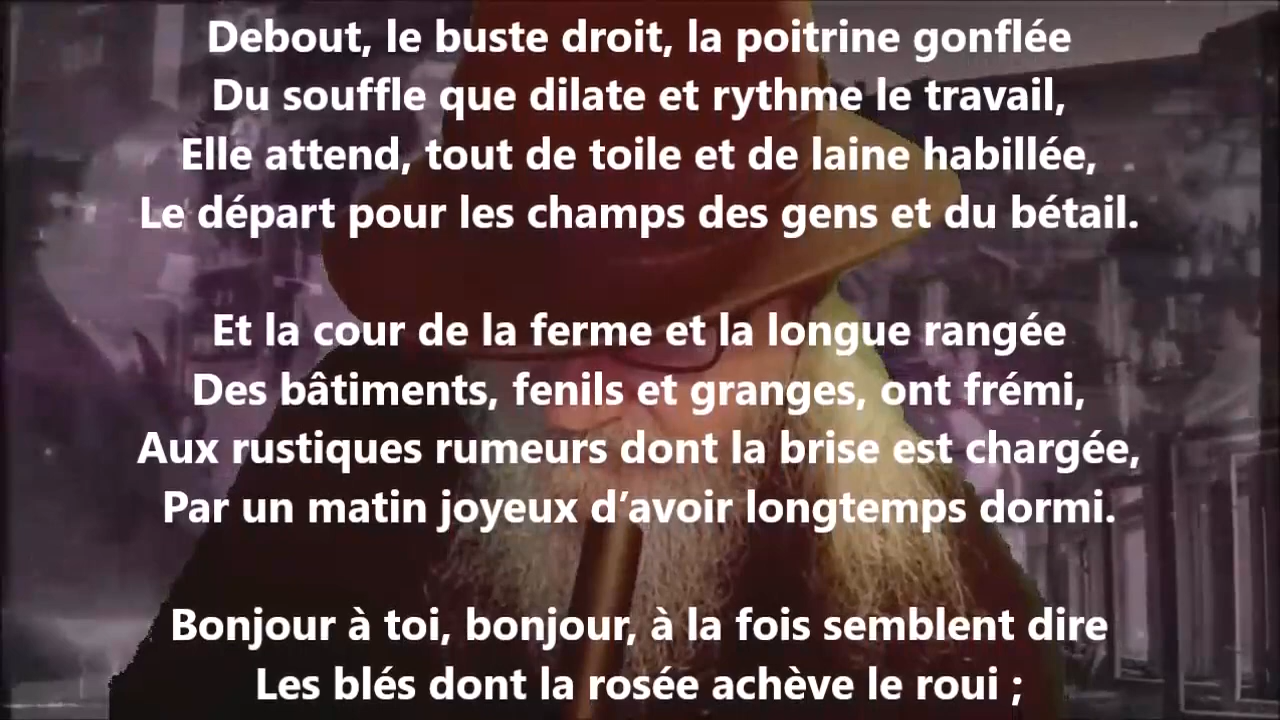 Debout, le buste droit, la poitrine gonflée
Du souffle que dilate et rythme le travail,
Elle attend, tout de toile et de laine habillée,
Le départ pour les champs des gens et du bétail.
Et la cour de la ferme et la longue rangée
Des bâtiments, fenils et granges, ont frémi,
Aux rustiques rumeurs dont la brise est chargée,
Par un matin joyeux d’avoir longtemps dormi.
Bonjour à toi, bonjour, à la fois semblent dire
Les blés dont la rosée achève le roui ;